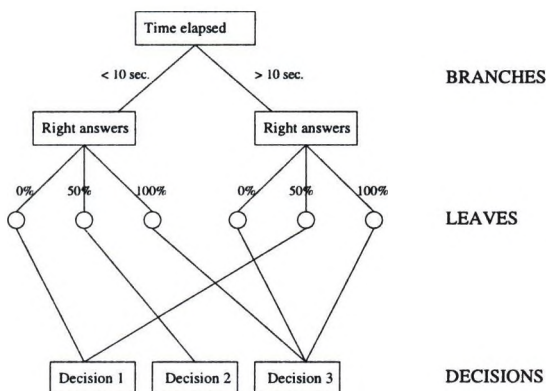 Time elapsed
< 10 sec. > 10 sec.
BRANCHES
Right answers Right answers
0% 50% 100% 0% 50% 100%
LEAVES
Decision 1 Decision 2 Decision 3
DECISIONS